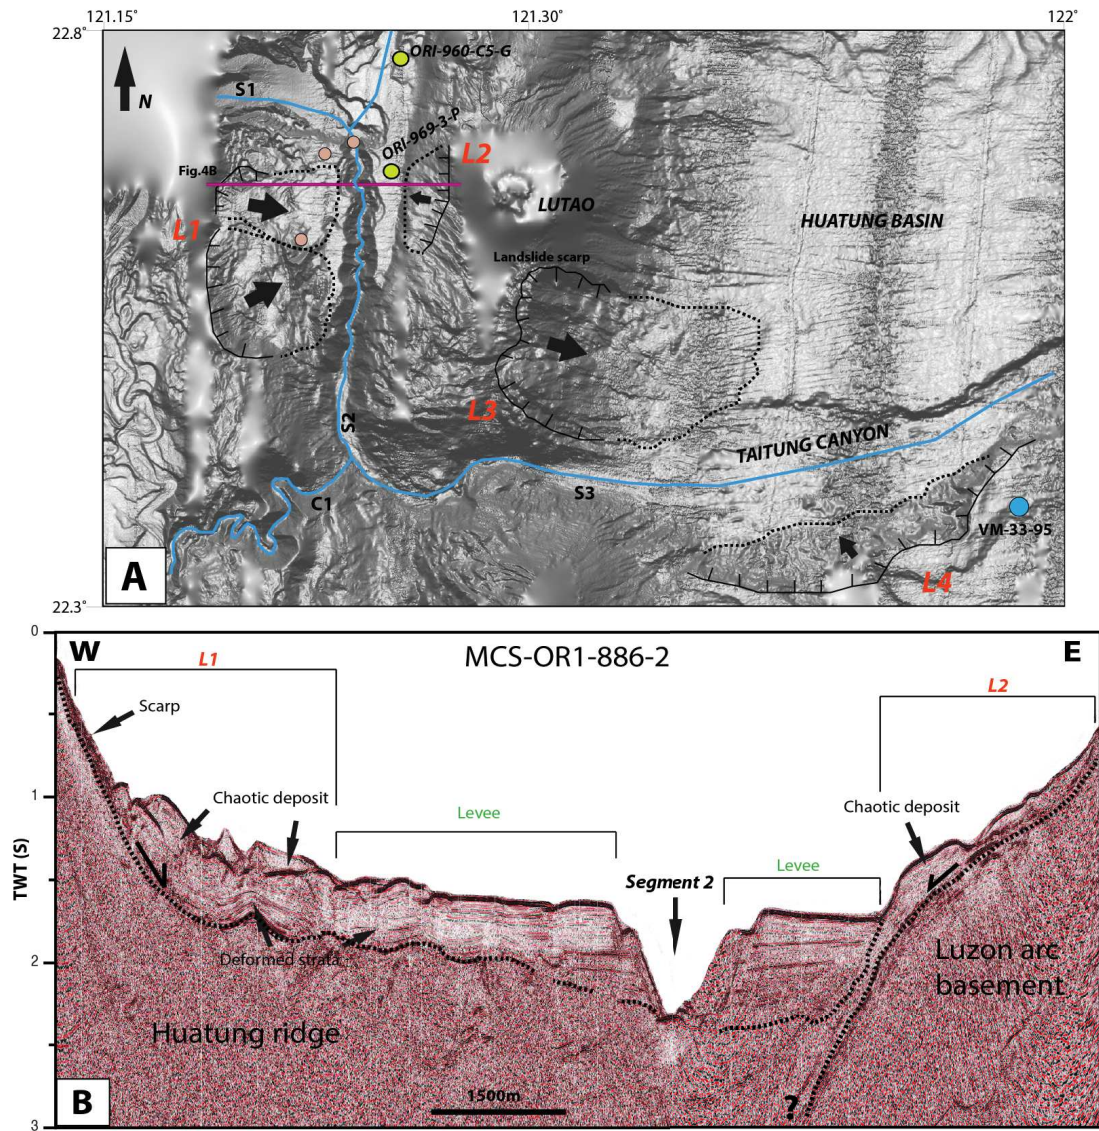 121.15°
121.30°
122°
22.8°
N
S1
ORI-960-C5-G
ORI-969-3-P
L2
Fig.4B
L1
LUTAO
HUATUNG BASIN
Landslide scarp
L3
S2
TAITUNG CANYON
S3
C1
VM-33-95
L4
A
22.3°
0
W
L1
MCS-OR1-886-2
E
L2
Scarp
1
Chaotic deposit
Chaotic deposit
Levee
Levee
Segment 2
TWT (S)
2
Deformed strata
Luzon arc
basement
Huatung ridge
B
1500m
?
3